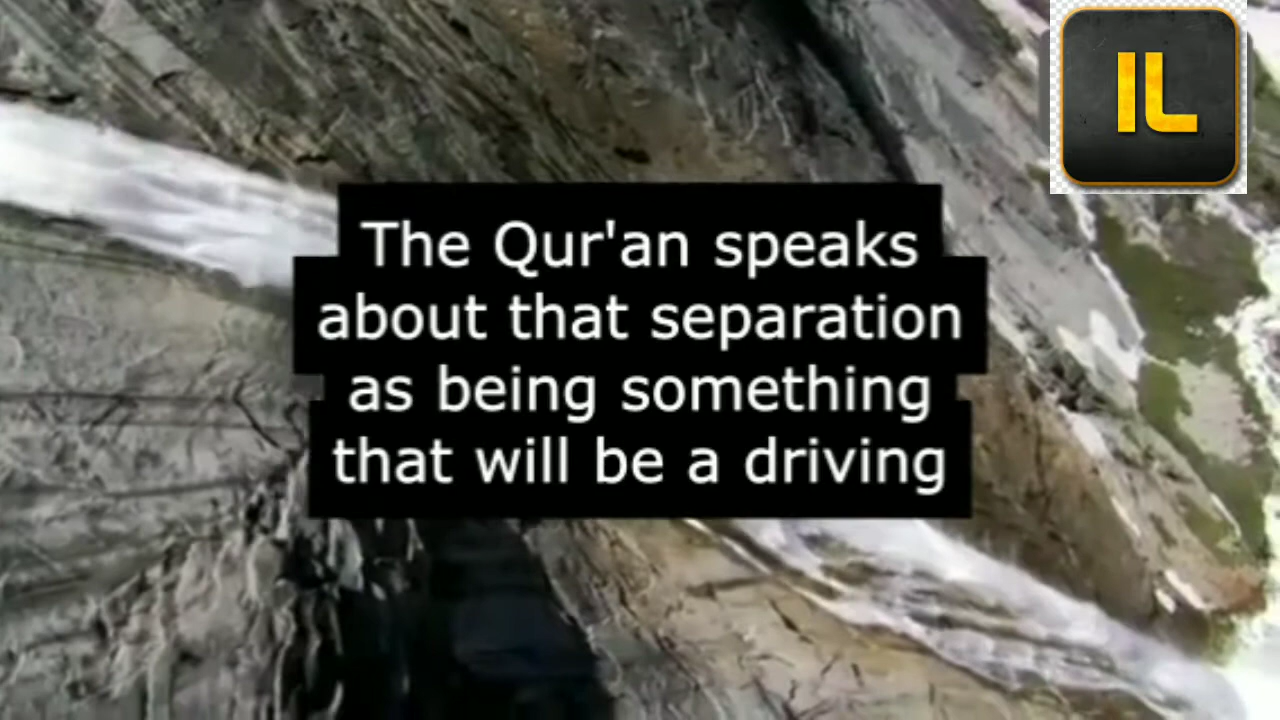 IL
The Qur'an speaks
about that separation
as being something
that will be a driving